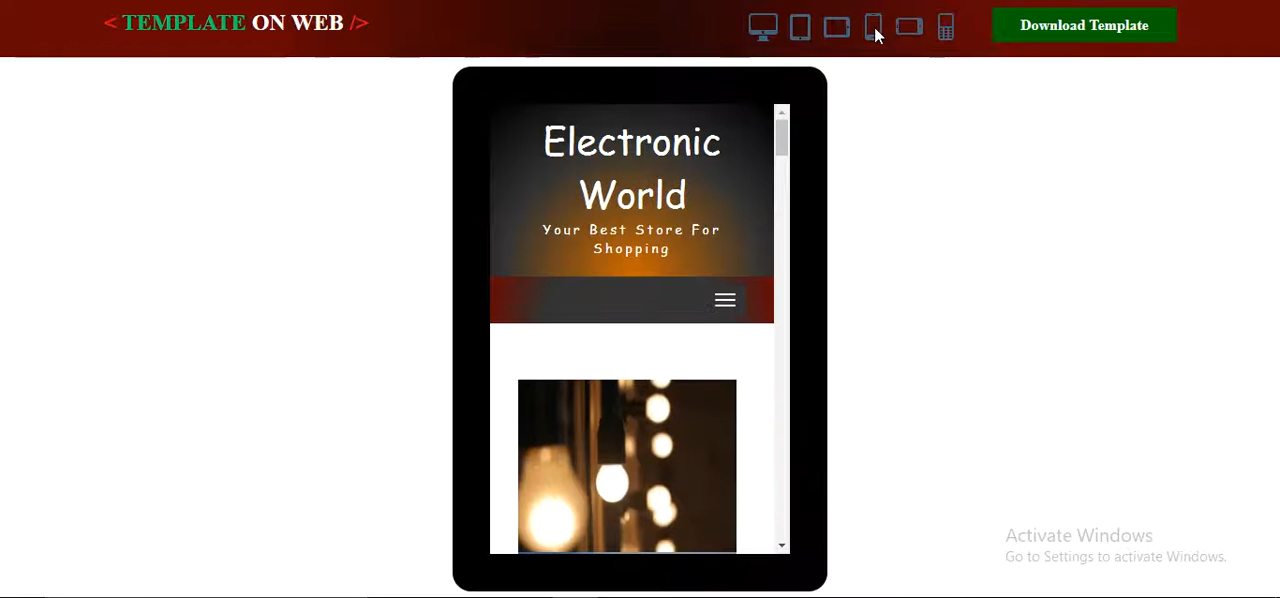 < TEMPLATE ON WEB />
Download Template
Electronic
World
Your Best Store For
Shopping
Activate Windows
Go to Settings to activate Windows.